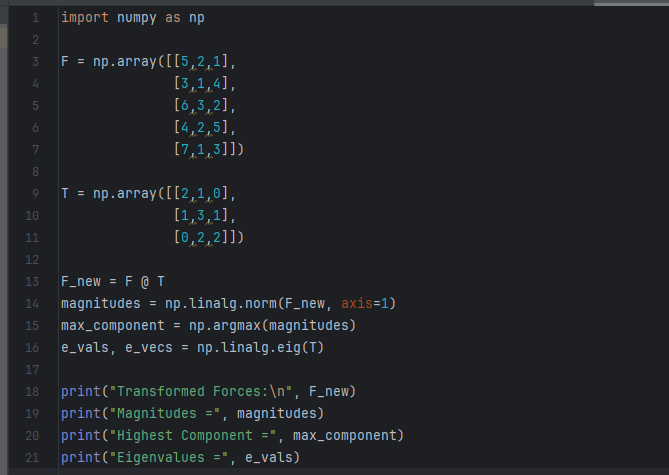 1 import numpy as np
2
3 F = np.array([[5,2,1],
4 [3,1,4],
5 [6,3,2],
6 [4,2,5],
7 [7,1,3]])
8
9 T = np.array([[2,1,0],
10 [1,3,1],
11 [0,2,2]])
12
13 F_new = F @ T
14 magnitudes = np.linalg.norm(F_new, axis=1)
15 max_component = np.argmax(magnitudes)
16 e_vals, e_vecs = np.linalg.eig(T)
17
18 print("Transformed Forces:\n", F_new)
19 print("Magnitudes =", magnitudes)
20 print("Highest Component =", max_component)
21 print("Eigenvalues =", e_vals)